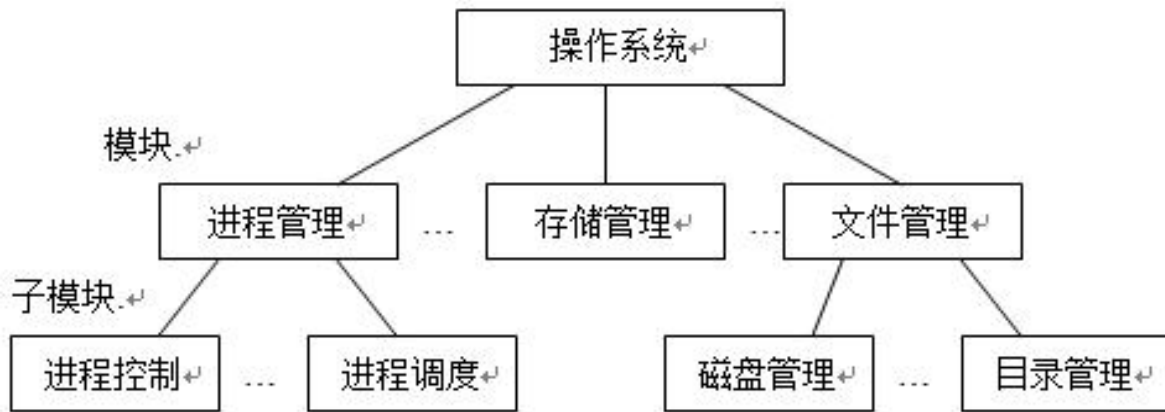 操作系统
模块.
进程管理 … 存储管理 … 文件管理
子模块.
进程控制 … 进程调度 磁盘管理 … 目录管理